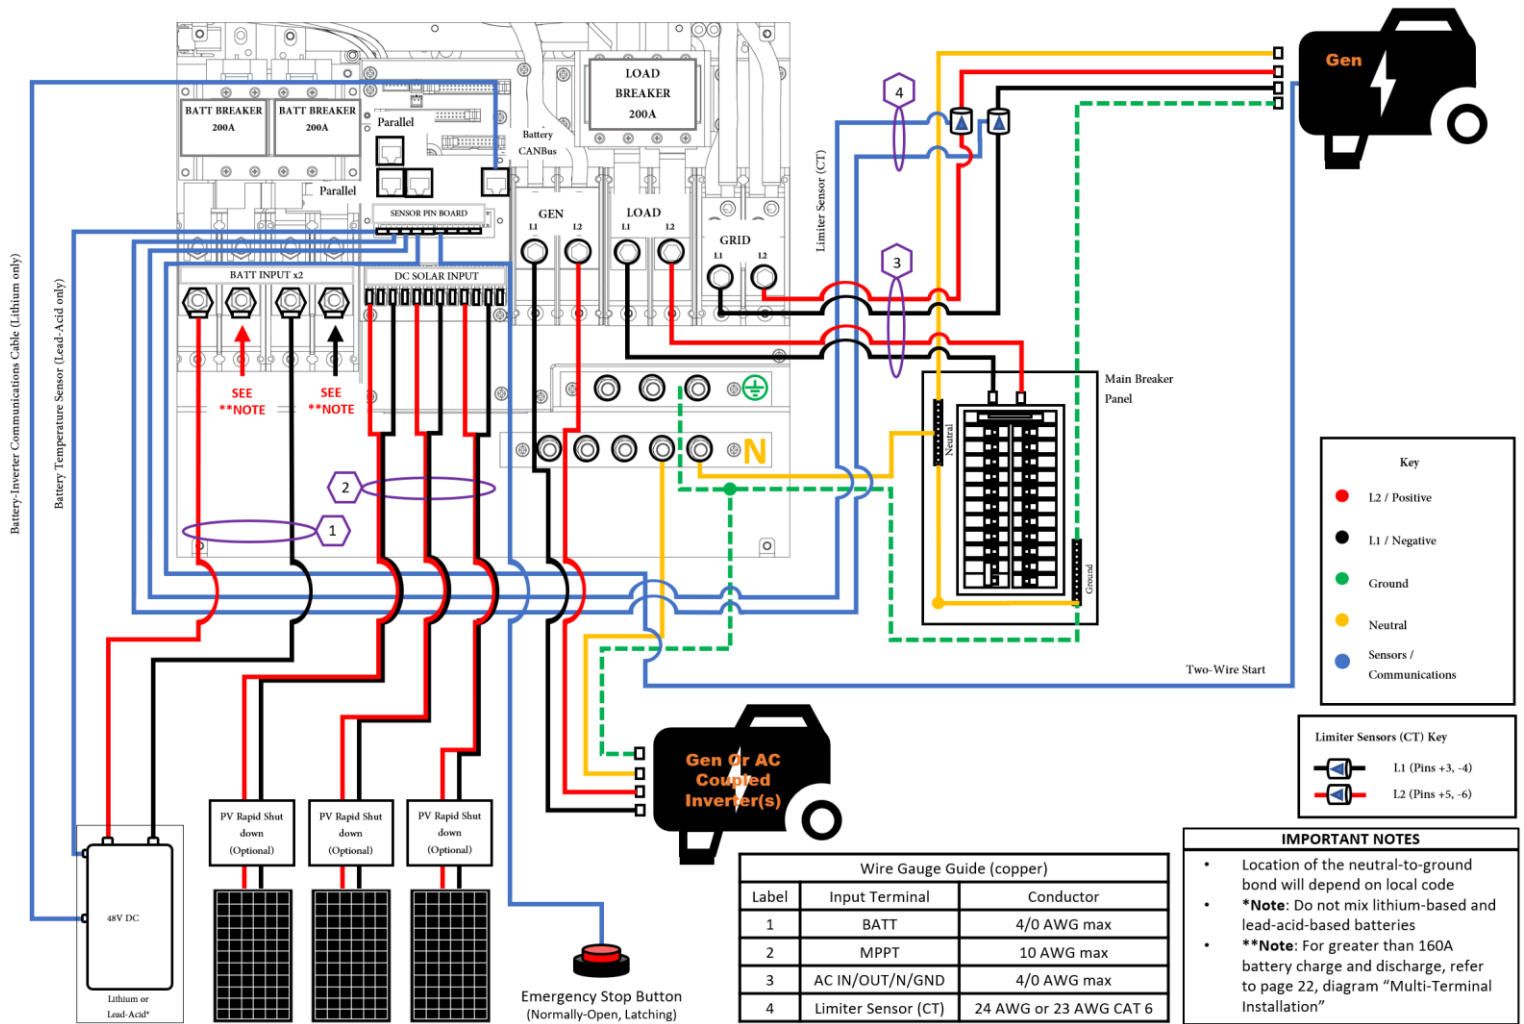 BATT BREAKER
200A
BATT BREAKER
200A
LOAD
BREAKER
200A
Parallel
Parallel
Battery
CANBus
SENSOR PIN BOARD
BATT INPUT x2
DC SOLAR INPUT
GEN
L1
L2
LOAD
L1
L2
GRID
L1
L2
SEE
**NOTE
SEE
**NOTE
N
1
2
3
4
Battery-Inverter Communications Cable (Lithium only)
Battery Temperature Sensor (Lead-Acid only)
Limiter Sensor (CT)
Gen
Main Breaker
Panel
Neutral
Ground
Two-Wire Start
Key
L2 / Positive
L1 / Negative
Ground
Neutral
Sensors /
Communications
Limiter Sensors (CT) Key
L1 (Pins +3, -4)
L2 (Pins +5, -6)
Gen Or AC
Coupled
Inverter(s)
PV Rapid Shut
down
(Optional)
PV Rapid Shut
down
(Optional)
PV Rapid Shut
down
(Optional)
48V DC
Lithium or
Lead-Acid*
Emergency Stop Button
(Normally-Open, Latching)
Wire Gauge Guide (copper)
Label Input Terminal Conductor
1 BATT 4/0 AWG max
2 MPPT 10 AWG max
3 AC IN/OUT/N/GND 4/0 AWG max
4 Limiter Sensor (CT) 24 AWG or 23 AWG CAT 6
IMPORTANT NOTES
• Location of the neutral-to-ground
bond will depend on local code
• *Note: Do not mix lithium-based and
lead-acid-based batteries
• **Note: For greater than 160A
battery charge and discharge, refer
to page 22, diagram “Multi-Terminal
Installation”